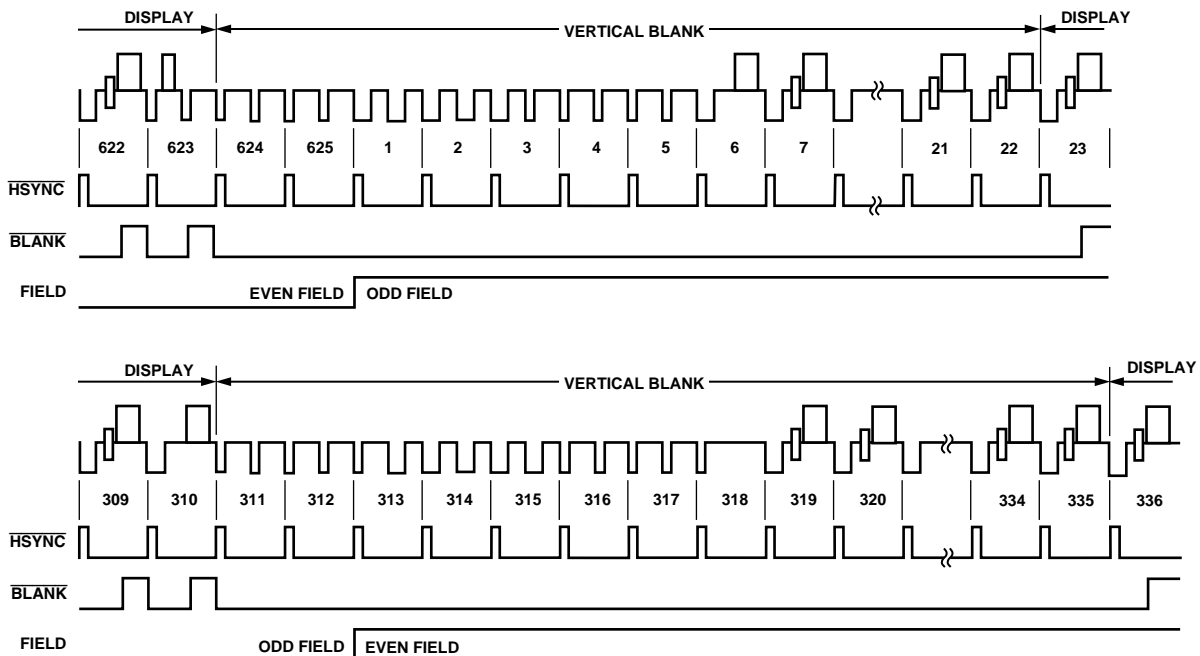 DISPLAY VERTICAL BLANK DISPLAY
622 623 624 625 1 2 3 4 5 6 7 21 22 23
HSYNC
BLANK
FIELD EVEN FIELD ODD FIELD
DISPLAY VERTICAL BLANK DISPLAY
309 310 311 312 313 314 315 316 317 318 319 320 334 335 336
HSYNC
BLANK
FIELD ODD FIELD EVEN FIELD